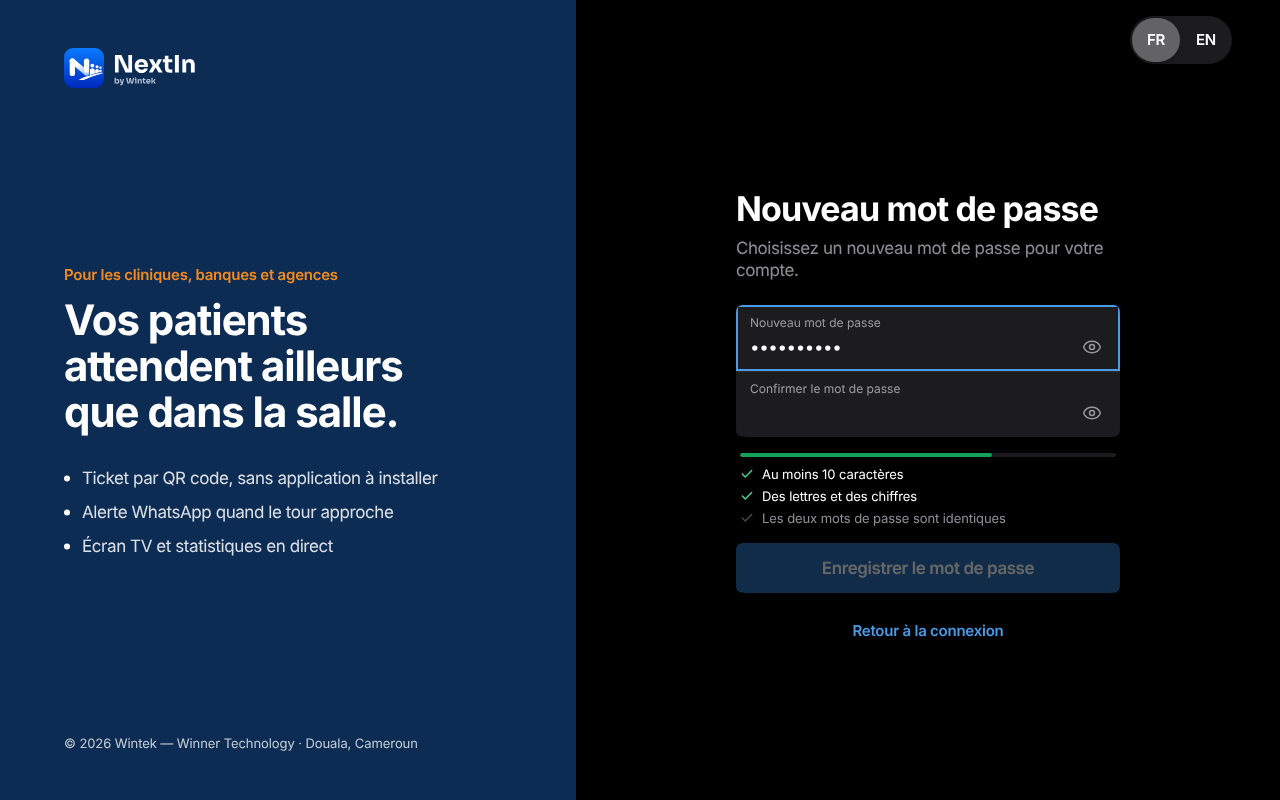 NextIn
by Wintek
FR
EN
Pour les cliniques, banques et agences
Vos patients
attendent ailleurs
que dans la salle.
Ticket par QR code, sans application à installer
Alerte WhatsApp quand le tour approche
Écran TV et statistiques en direct
© 2026 Wintek — Winner Technology · Douala, Cameroun
Nouveau mot de passe
Choisissez un nouveau mot de passe pour votre
compte.
Nouveau mot de passe
••••••••••
Confirmer le mot de passe
Au moins 10 caractères
Des lettres et des chiffres
Les deux mots de passe sont identiques
Enregistrer le mot de passe
Retour à la connexion